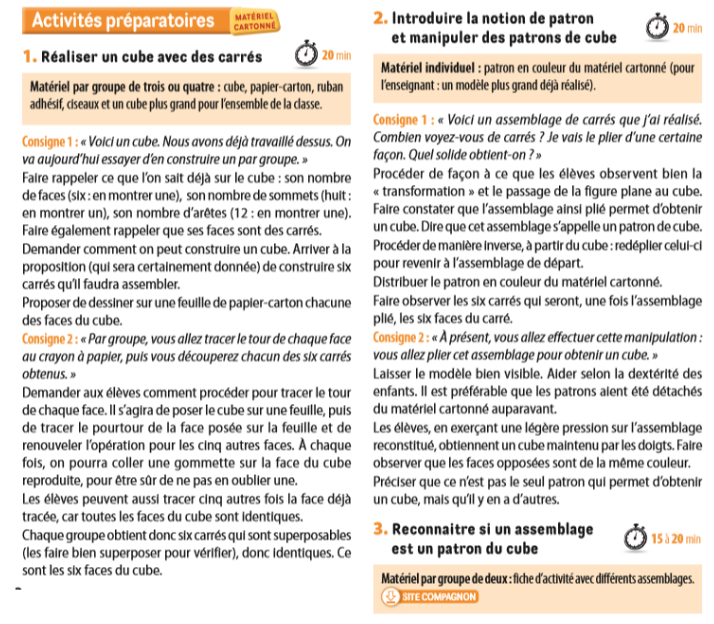 Activités préparatoires
MATÉRIEL
CARTONNÉ
1. Réaliser un cube avec des carrés
20 min
Matériel par groupe de trois ou quatre : cube, papier-carton, ruban
adhésif, ciseaux et un cube plus grand pour l'ensemble de la classe.
Consigne 1 : « Voici un cube. Nous avons déjà travaillé dessus. On
va aujourd'hui essayer d'en construire un par groupe. »
Faire rappeler ce que l'on sait déjà sur le cube : son nombre
de faces (six : en montrer une), son nombre de sommets (huit :
en montrer un), son nombre d'arêtes (12 : en montrer une).
Faire également rappeler que ses faces sont des carrés.
Demander comment on peut construire un cube. Arriver à la
proposition (qui sera certainement donnée) de construire six
carrés qu'il faudra assembler.
Proposer de dessiner sur une feuille de papier-carton chacune
des faces du cube.
Consigne 2 : « Par groupe, vous allez tracer le tour de chaque face
au crayon à papier, puis vous découperez chacun des six carrés
obtenus. »
Demander aux élèves comment procéder pour tracer le tour
de chaque face. Il s'agira de poser le cube sur une feuille, puis
de tracer le pourtour de la face posée sur la feuille et de
renouveler l'opération pour les cinq autres faces. À chaque
fois, on pourra coller une gommette sur la face du cube
reproduite, pour être sûr de ne pas en oublier une.
Les élèves peuvent aussi tracer cinq autres fois la face déjà
tracée, car toutes les faces du cube sont identiques.
Chaque groupe obtient donc six carrés qui sont superposables
(les faire bien superposer pour vérifier), donc identiques. Ce
sont les six faces du cube.
2. Introduire la notion de patron
et manipuler des patrons de cube
20 min
Matériel individuel : patron en couleur du matériel cartonné (pour
l'enseignant : un modèle plus grand déjà réalisé).
Consigne 1 : « Voici un assemblage de carrés que j'ai réalisé.
Combien voyez-vous de carrés ? Je vais le plier d'une certaine
façon. Quel solide obtient-on ? »
Procéder de façon à ce que les élèves observent bien la
« transformation » et le passage de la figure plane au cube.
Faire constater que l'assemblage ainsi plié permet d'obtenir
un cube. Dire que cet assemblage s'appelle un patron de cube.
Procéder de manière inverse, à partir du cube : redéplier celui-ci
pour revenir à l'assemblage de départ.
Distribuer le patron en couleur du matériel cartonné.
Faire observer les six carrés qui seront, une fois l'assemblage
plié, les six faces du carré.
Consigne 2 : « À présent, vous allez effectuer cette manipulation :
vous allez plier cet assemblage pour obtenir un cube. »
Laisser le modèle bien visible. Aider selon la dextérité des
enfants. Il est préférable que les patrons aient été détachés
du matériel cartonné auparavant.
Les élèves, en exerçant une légère pression sur l'assemblage
reconstitué, obtiennent un cube maintenu par les doigts. Faire
observer que les faces opposées sont de la même couleur.
Préciser que ce n'est pas le seul patron qui permet d'obtenir
un cube, mais qu'il y en a d'autres.
3. Reconnaitre si un assemblage
est un patron du cube
15 à 20 min
Matériel par groupe de deux : fiche d'activité avec différents assemblages.
SITE COMPAGNON